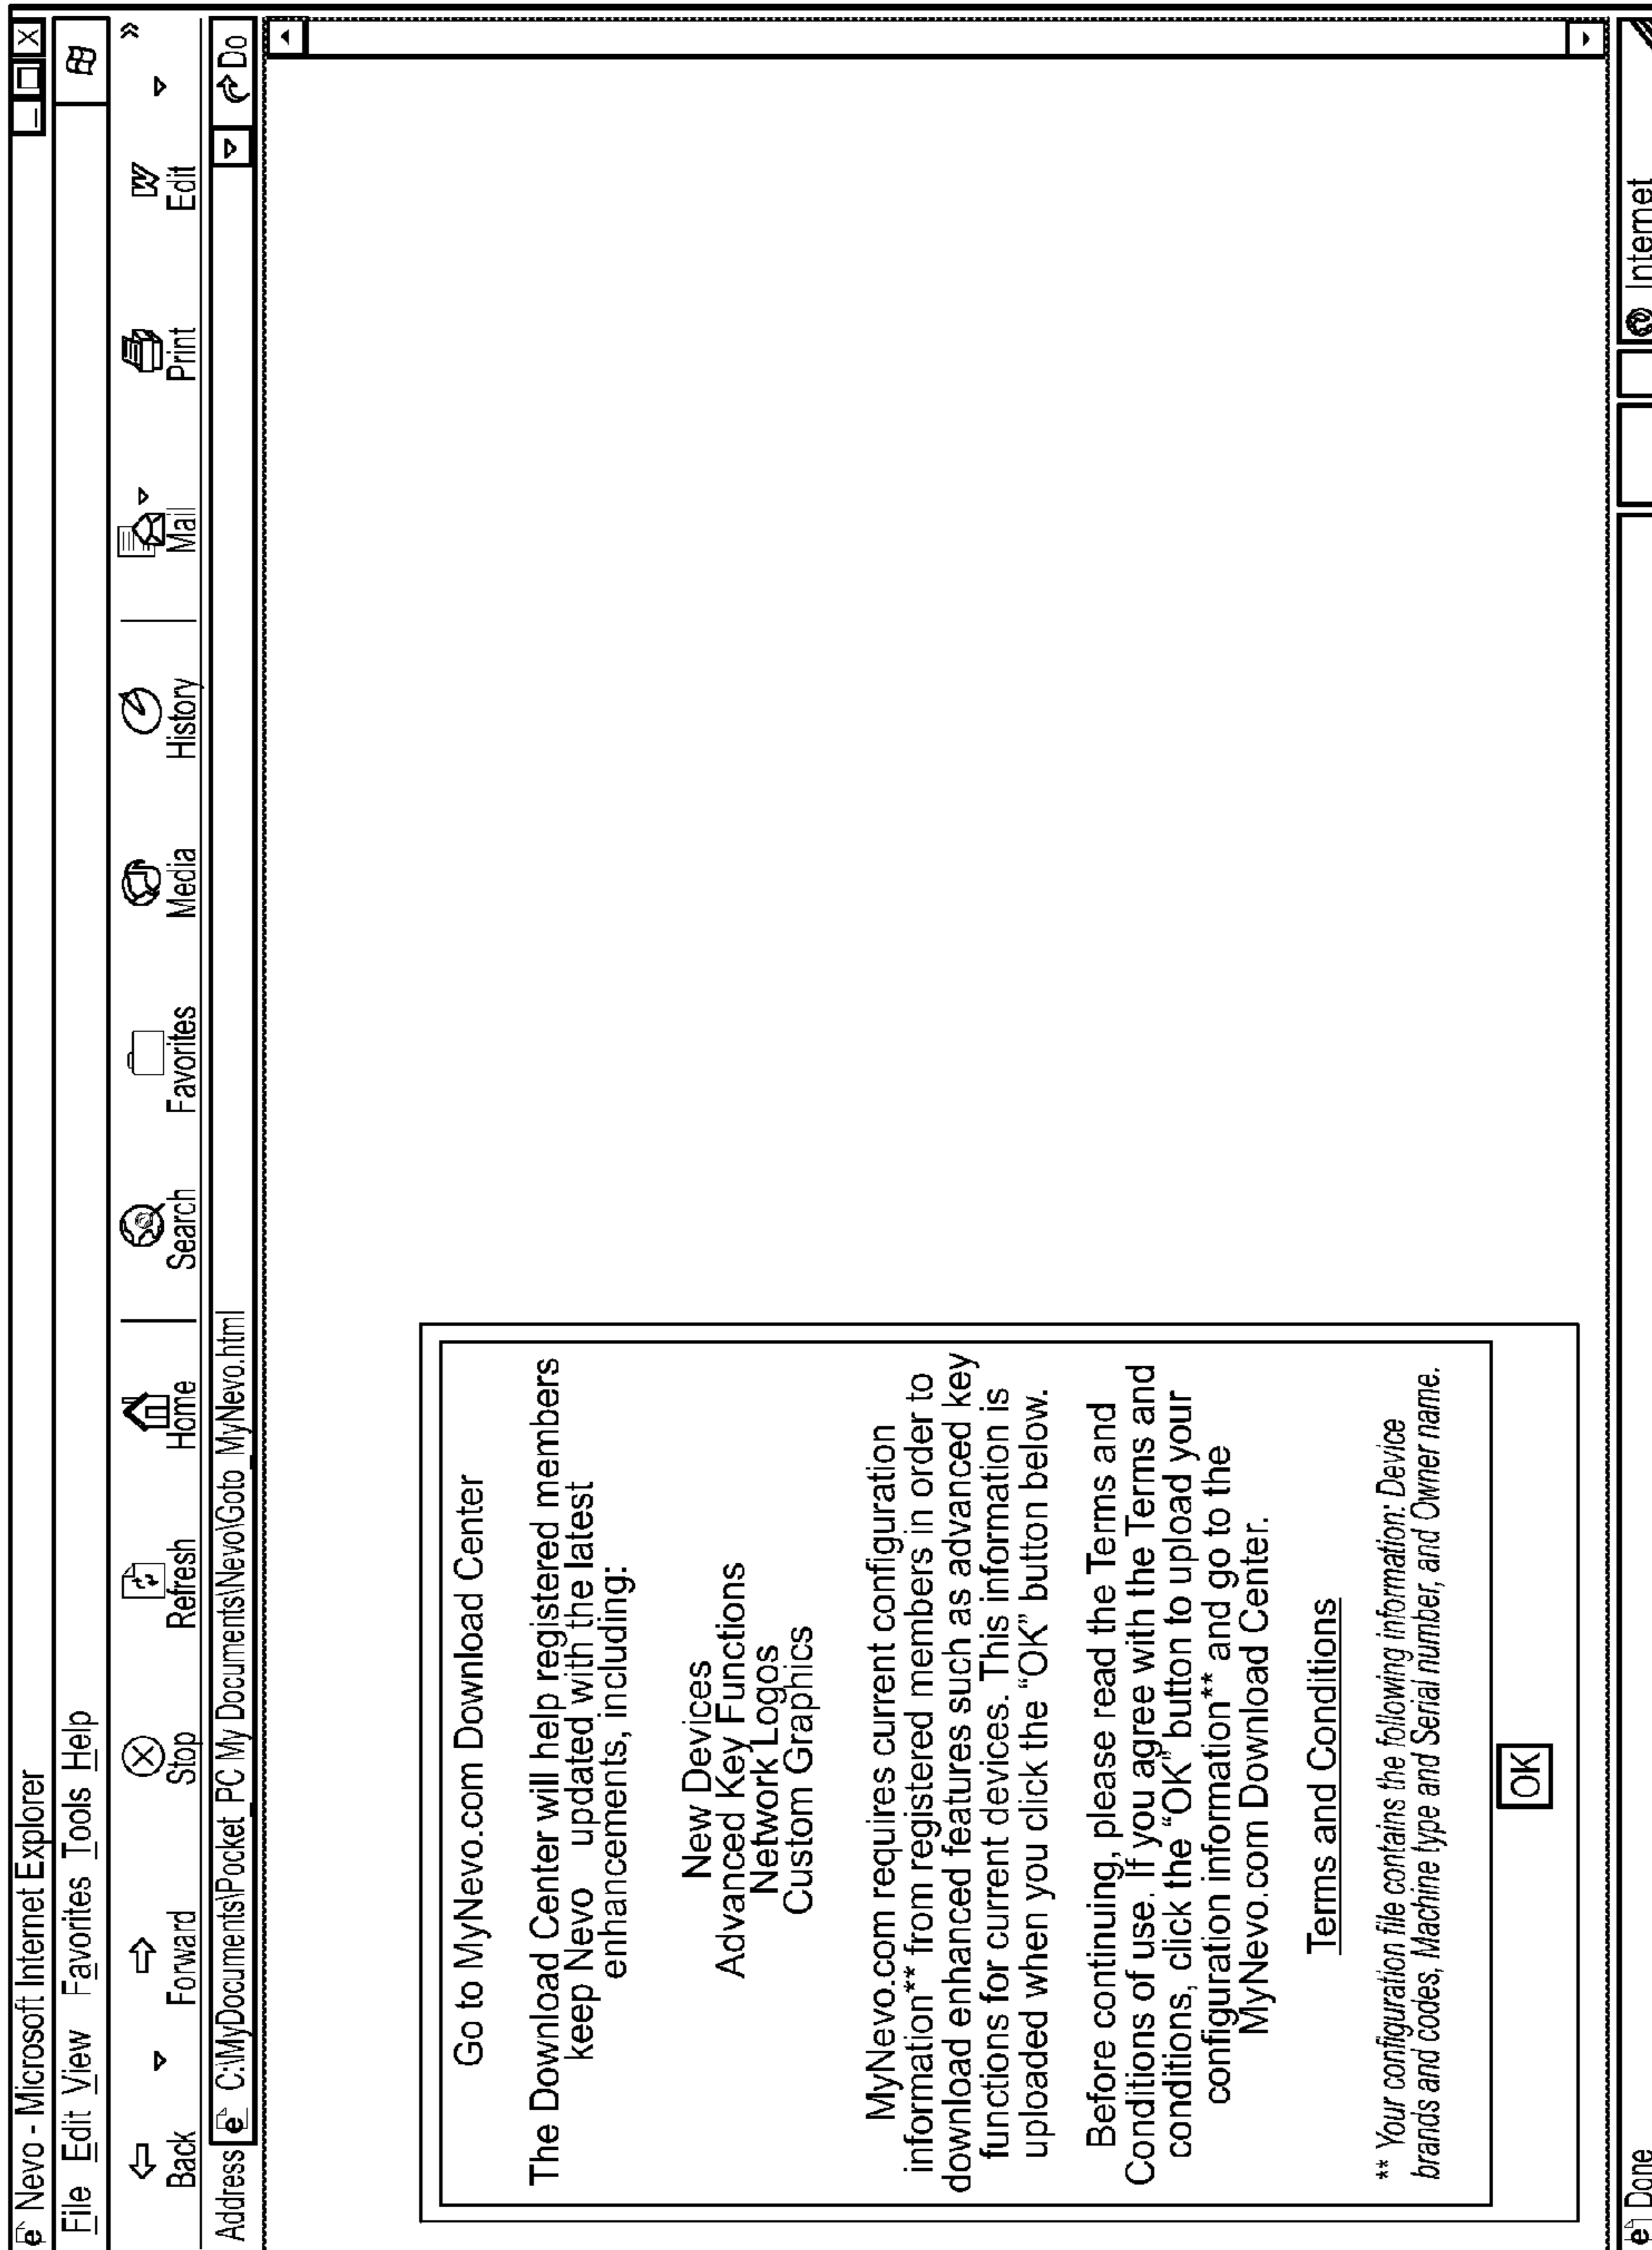 Nevo - Microsoft Internet Explorer
File Edit View Favorites Tools Help
Back Forward Stop Refresh Home Search Favorites Media History Mail Print Edit
Address C:\MyDocuments\Pocket_PC My Documents\Nevo\Goto_MyNevo.html Do
Go to MyNevo.com Download Center
The Download Center will help registered members
keep Nevo updated with the latest
enhancements, including:
New Devices
Advanced Key Functions
Network Logos
Custom Graphics
MyNevo.com requires current configuration
information** from registered members in order to
download enhanced features such as advanced key
functions for current devices. This information is
uploaded when you click the “OK” button below.
Before continuing, please read the Terms and
Conditions of use. If you agree with the Terms and
conditions, click the “OK” button to upload your
configuration information** and go to the
MyNevo.com Download Center.
Terms and Conditions
** Your configuration file contains the following information: Device
brands and codes, Machine type and Serial number, and Owner name.
OK
Done Internet